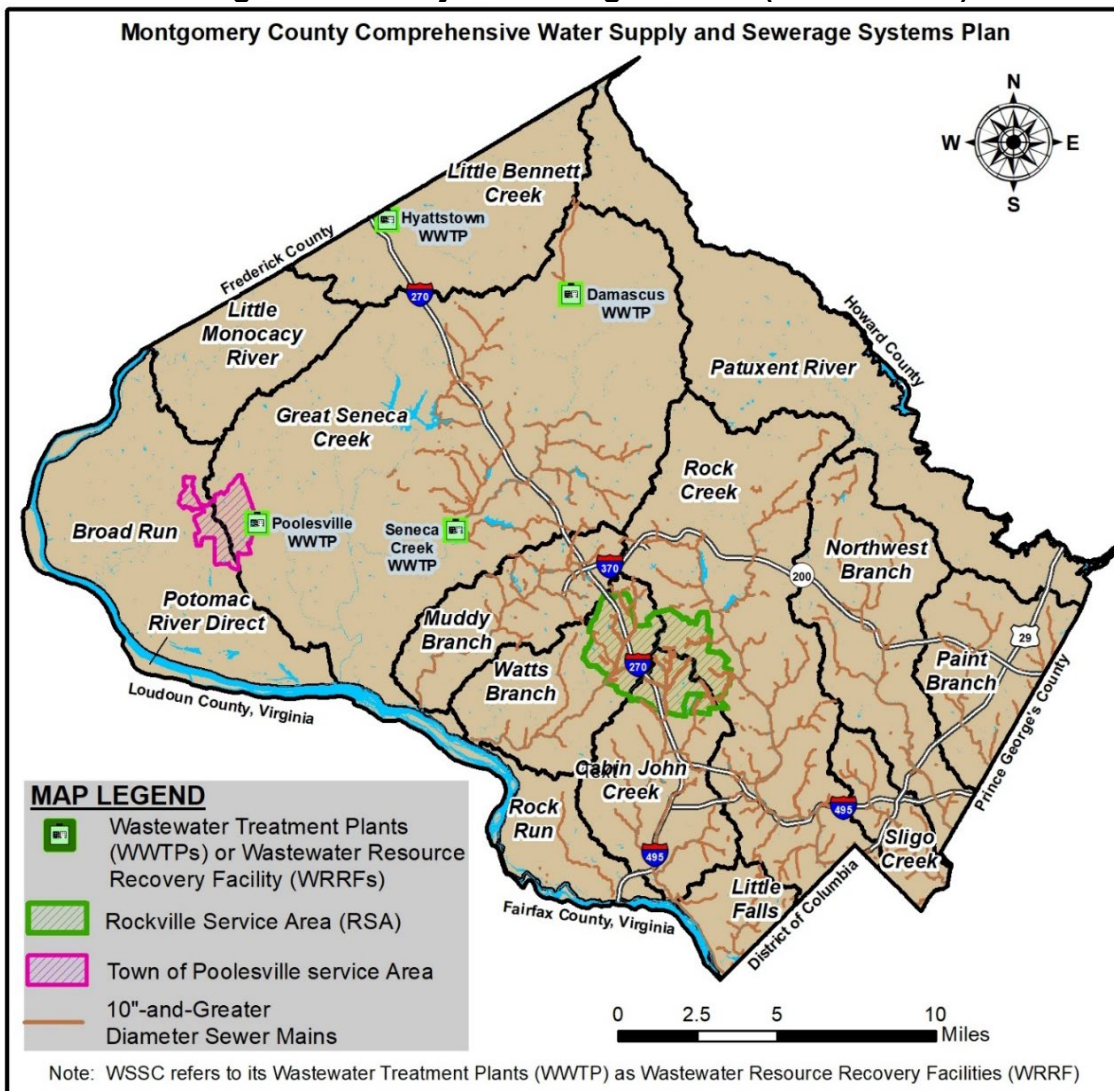 Montgomery County Comprehensive Water Supply and Sewerage Systems Plan
N
W
E
S
Little Bennett
Creek
Hyattstown
WWTP
Frederick County
270
Damascus
WWTP
Little
Monocacy
River
Howard County
Patuxent River
Great Seneca
Creek
Rock
Creek
Broad Run
Poolesville
WWTP
Seneca
Creek
WWTP
Northwest
Branch
370
200
Potomac
River Direct
Muddy
Branch
29
Watts
Branch
270
Paint
Branch
Loudoun County, Virginia
Prince George's County
Cabin John
Creek
Rock
Run
495
Sligo
Creek
495
Little
Falls
District of Columbia
Fairfax County, Virginia
MAP LEGEND
Wastewater Treatment Plants
(WWTPs) or Wastewater Resource
Recovery Facility (WRRFs)
Rockville Service Area (RSA)
Town of Poolesville service Area
10"-and-Greater
Diameter Sewer Mains
0 2.5 5 10
Miles
Note: WSSC refers to its Wastewater Treatment Plants (WWTP) as Wastewater Resource Recovery Facilities (WRRF)